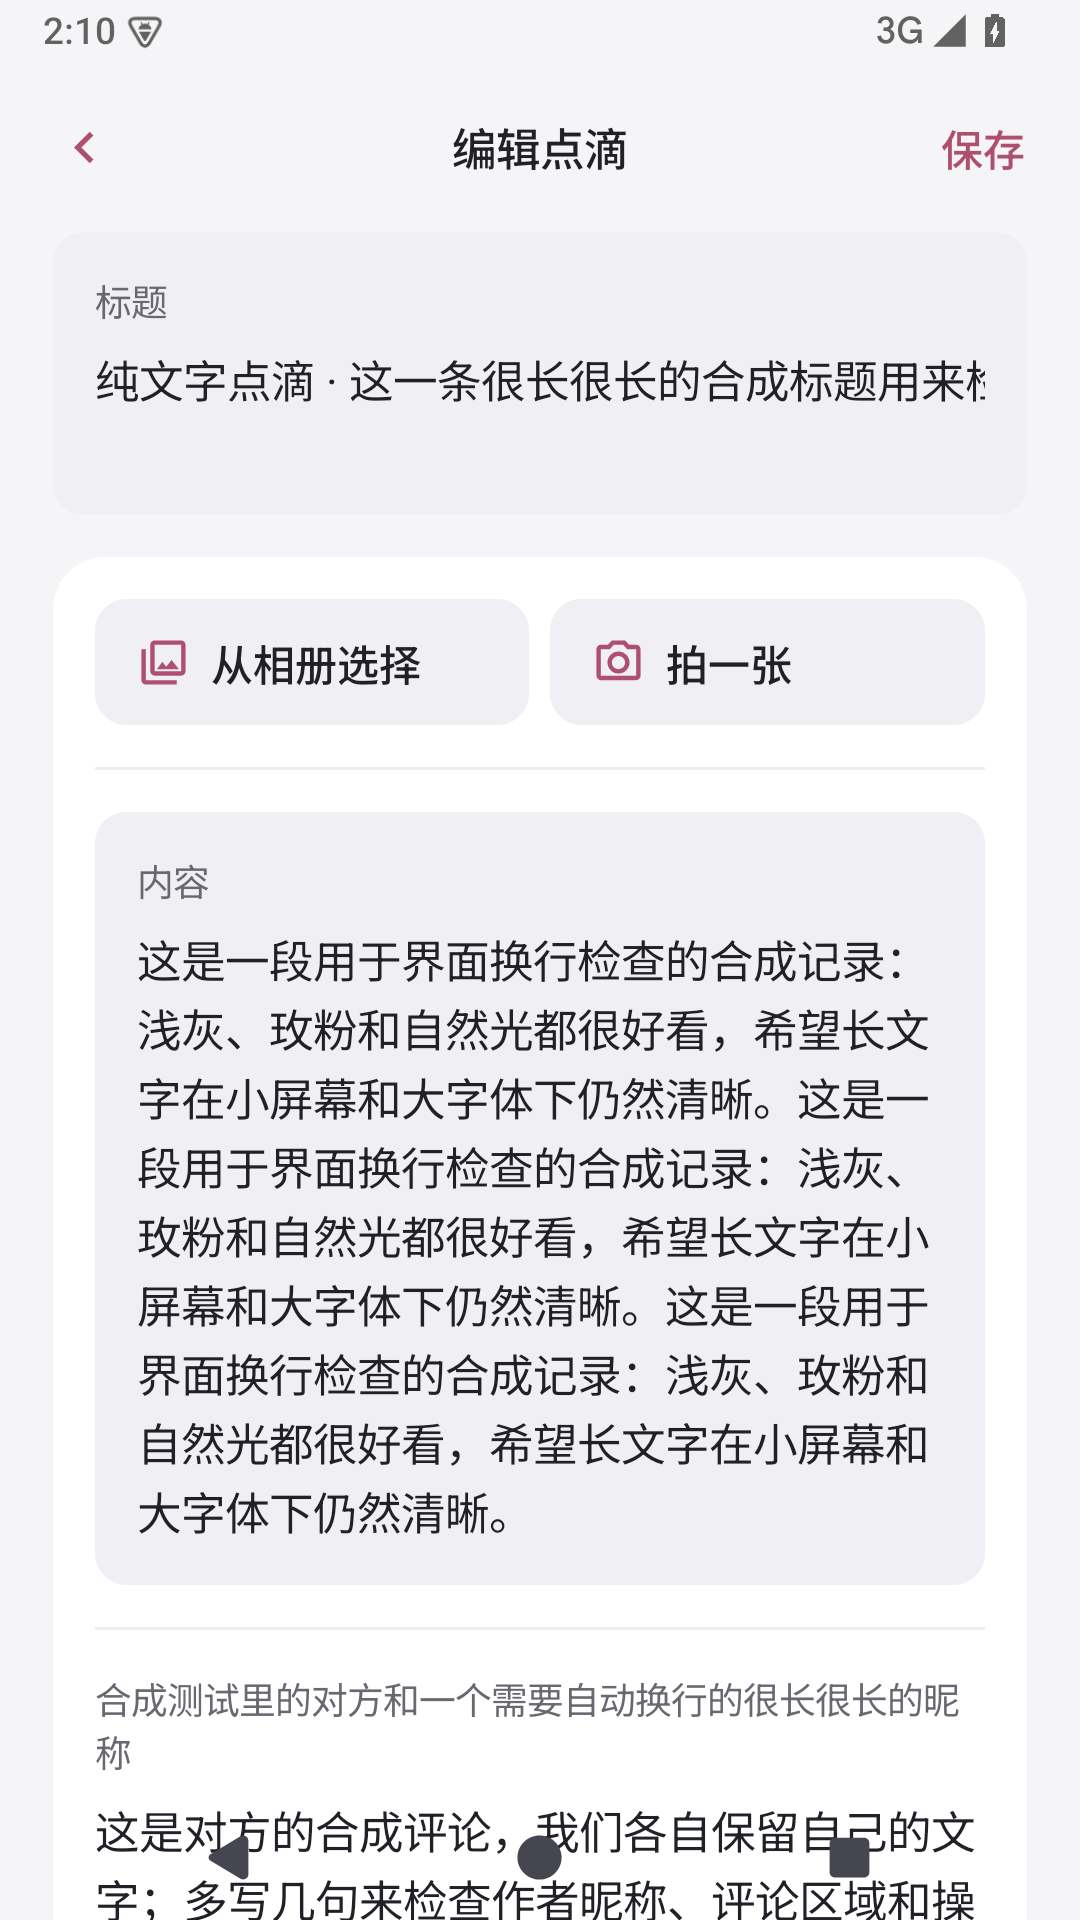 2:10
3G
编辑点滴
保存
标题
纯文字点滴 · 这一条很长很长的合成标题用来
从相册选择
拍一张
内容
这是一段用于界面换行检查的合成记录：
浅灰、玫粉和自然光都很好看，希望长文
字在小屏幕和大字体下仍然清晰。这是一
段用于界面换行检查的合成记录：浅灰、
玫粉和自然光都很好看，希望长文字在小
屏幕和大字体下仍然清晰。这是一段用于
界面换行检查的合成记录：浅灰、玫粉和
自然光都很好看，希望长文字在小屏幕和
大字体下仍然清晰。
合成测试里的对方和一个需要自动换行的很长很长的昵
称
这是对方的合成评论，我们各自保留自己的文
字；多写几句来检查作者昵称、评论区域和操